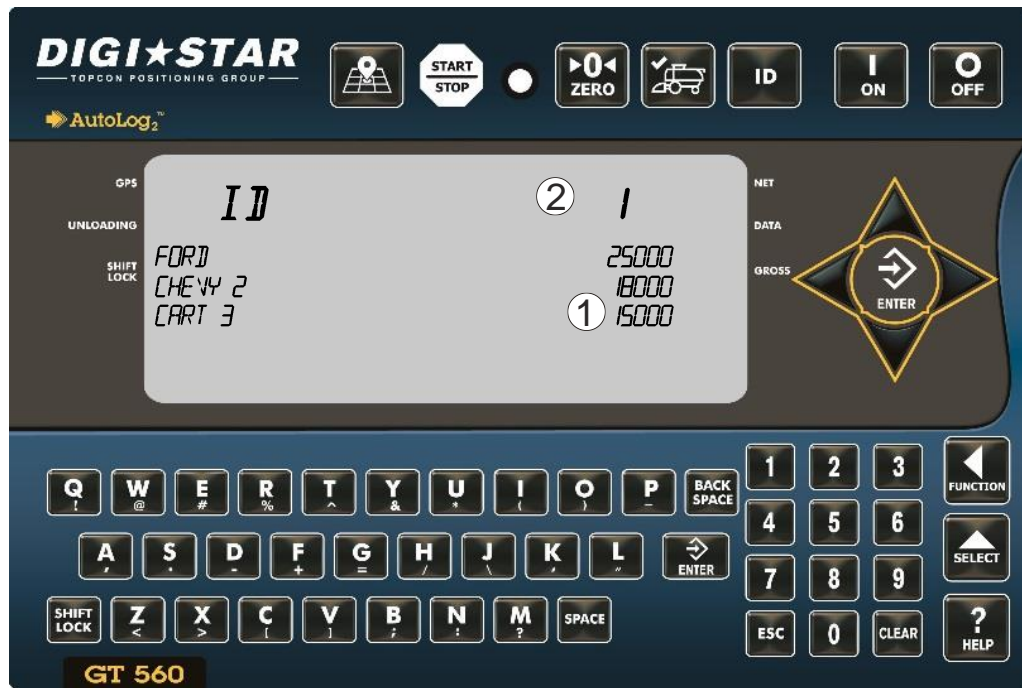 DIGI★STAR
TOPCON POSITIONING GROUP
AutoLog2™
START
STOP
0
ZERO
ID
I
ON
O
OFF
GPS
UNLOADING
SHIFT
LOCK
ID ② 1
FORD 25000
CHEVY 2 18000
CART 3 ① 15000
NET
DATA
GROSS
ENTER
Q W E R T Y U I O P BACK SPACE
! @ # % ^ & * ( ) _
A S D F G H J K L ENTER
, . - + = / \ ' "
SHIFT LOCK Z X C V B N M SPACE
< > [ ] ; : ?
1 2 3
4 5 6
7 8 9
ESC 0 CLEAR
FUNCTION
SELECT
?
HELP
GT 560